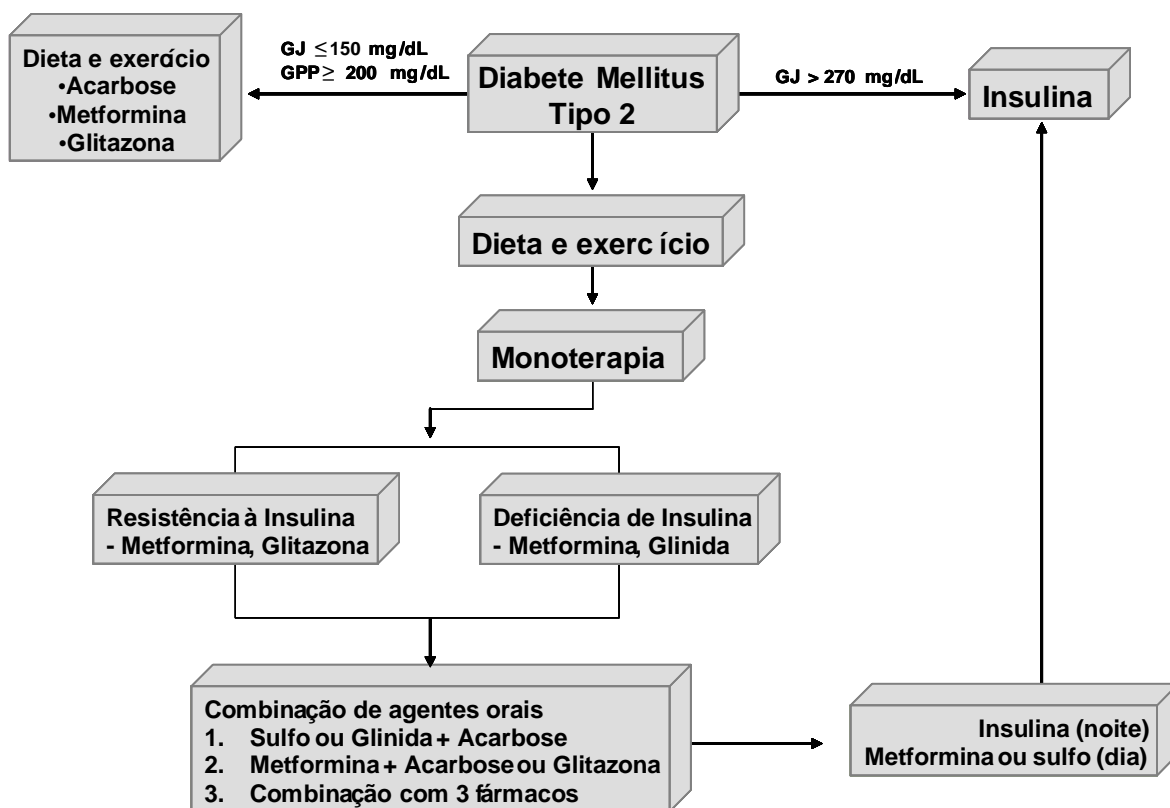 Dieta e exercício
•Acarbose
•Metformina
•Glitazona
GJ ≤150 mg/dL
GPP≥ 200 mg/dL
Diabete Mellitus
Tipo 2
GJ > 270 mg/dL
Insulina
Dieta e exercício
Monoterapia
Resistência à Insulina
- Metformina, Glitazona
Deficiência de Insulina
- Metformina, Glinida
Combinação de agentes orais
1. Sulfo ou Glinida + Acarbose
2. Metformina + Acarbose ou Glitazona
3. Combinação com 3 fármacos
Insulina (noite)
Metformina ou sulfo (dia)